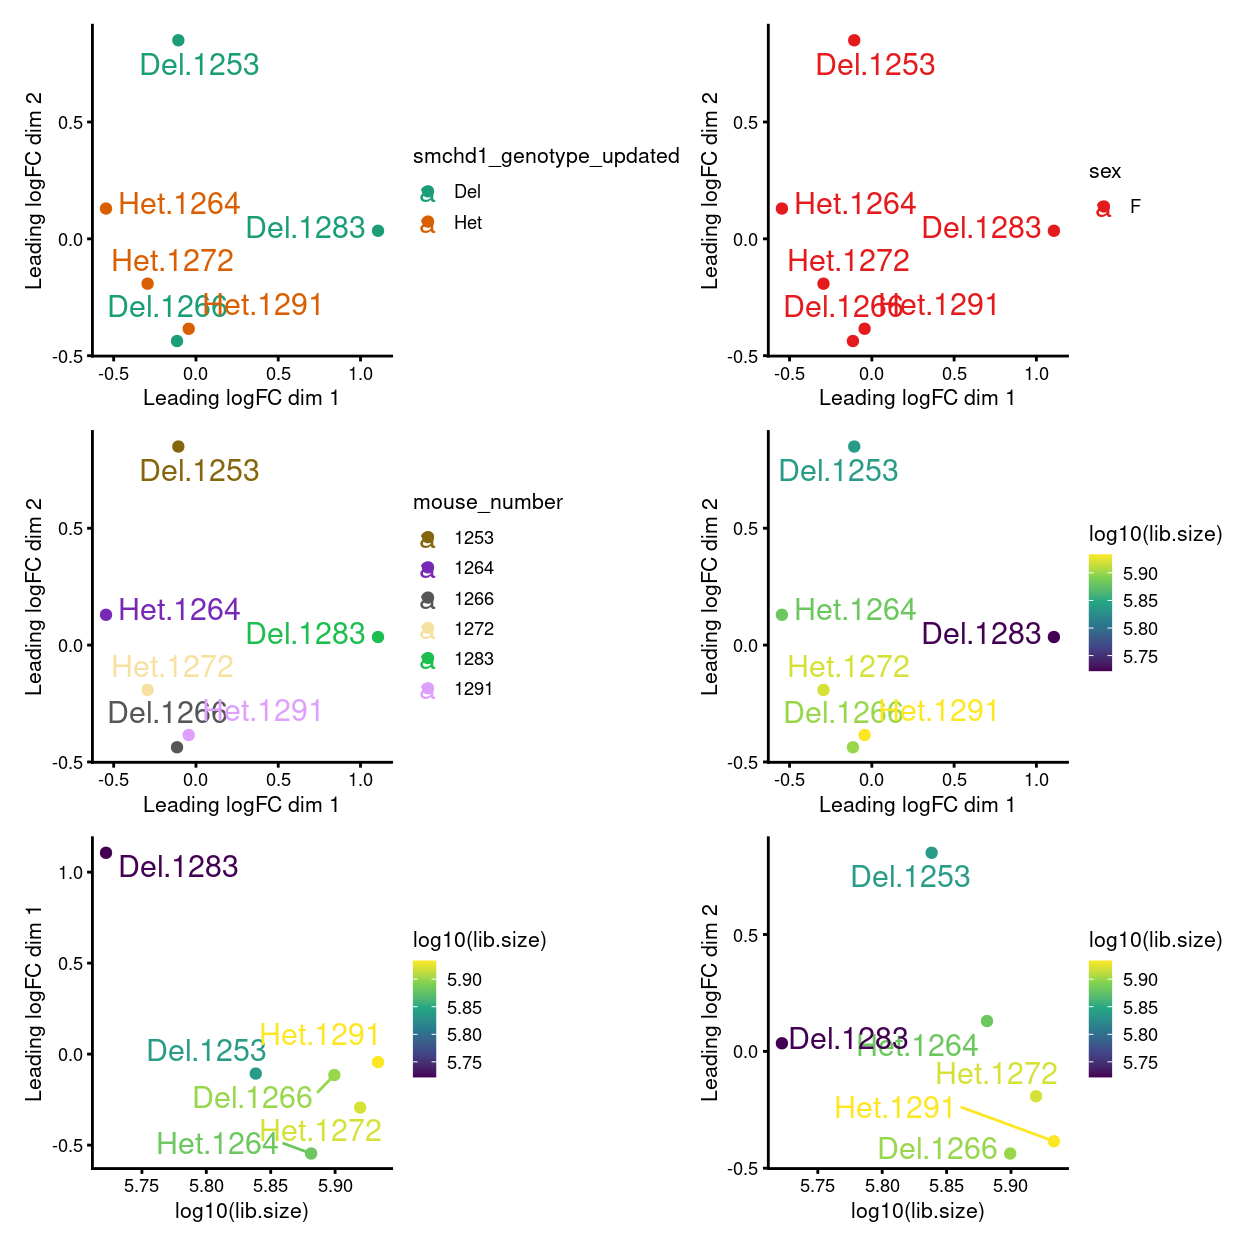 Leading logFC dim 2
0.5
0.0
-0.5
Del.1253
Het.1264
Del.1283
Het.1272
Del.1266
Het.1291
-0.5 0.0 0.5 1.0
Leading logFC dim 1
smchd1_genotype_updated
a Del
a Het
Leading logFC dim 2
0.5
0.0
-0.5
Del.1253
Het.1264
Del.1283
Het.1272
Del.1266
Het.1291
-0.5 0.0 0.5 1.0
Leading logFC dim 1
sex
a F
Leading logFC dim 2
0.5
0.0
-0.5
Del.1253
Het.1264
Del.1283
Het.1272
Del.1266
Het.1291
-0.5 0.0 0.5 1.0
Leading logFC dim 1
mouse_number
a 1253
a 1264
a 1266
a 1272
a 1283
a 1291
Leading logFC dim 2
0.5
0.0
-0.5
Del.1253
Het.1264
Del.1283
Het.1272
Del.1266
Het.1291
-0.5 0.0 0.5 1.0
Leading logFC dim 1
log10(lib.size)
5.90
5.85
5.80
5.75
Leading logFC dim 1
1.0
0.5
0.0
-0.5
Del.1283
Het.1291
Del.1253
Del.1266
Het.1272
Het.1264
5.75 5.80 5.85 5.90
log10(lib.size)
log10(lib.size)
5.90
5.85
5.80
5.75
Leading logFC dim 2
0.5
0.0
-0.5
Del.1253
Del.1283
Het.1264
Het.1272
Het.1291
Del.1266
5.75 5.80 5.85 5.90
log10(lib.size)
log10(lib.size)
5.90
5.85
5.80
5.75